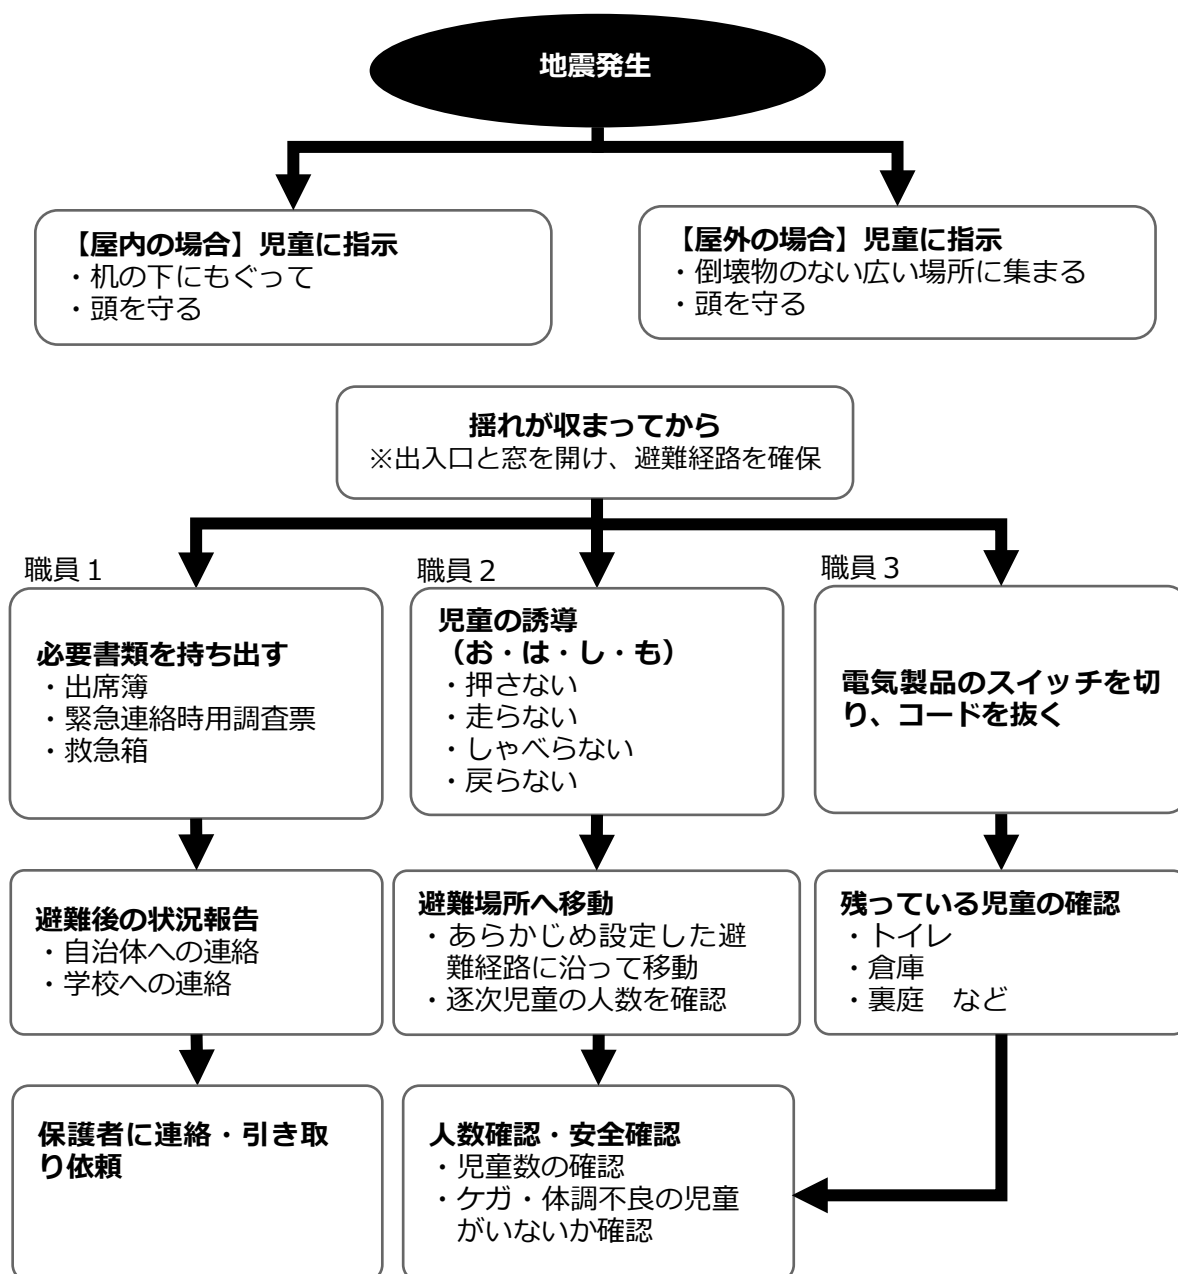 地震発生
【屋内の場合】児童に指示
・机の下にもぐって
・頭を守る
【屋外の場合】児童に指示
・倒壊物のない広い場所に集まる
・頭を守る
揺れが収まってから
※出入口と窓を開け、避難経路を確保
職員１
必要書類を持ち出す
・出席簿
・緊急連絡時用調査票
・救急箱
職員２
児童の誘導
（お・は・し・も）
・押さない
・走らない
・しゃべらない
・戻らない
職員３
電気製品のスイッチを切
り、コードを抜く
避難後の状況報告
・自治体への連絡
・学校への連絡
避難場所へ移動
・あらかじめ設定した避
難経路に沿って移動
・逐次児童の人数を確認
残っている児童の確認
・トイレ
・倉庫
・裏庭　など
保護者に連絡・引き取
り依頼
人数確認・安全確認
・児童数の確認
・ケガ・体調不良の児童
がいないか確認